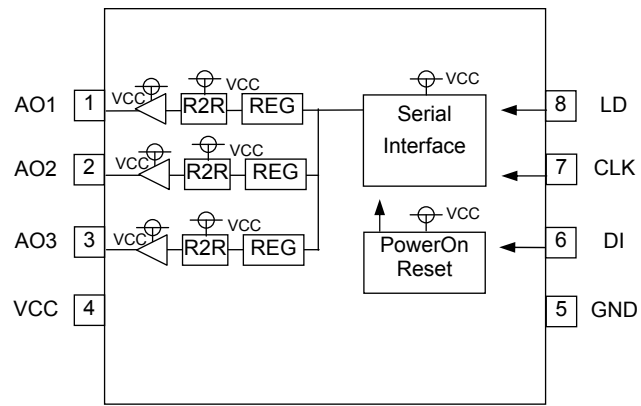 VCC
Serial
Interface
AO1 1 VCC R2R VCC REG 8 LD
AO2 2 VCC R2R VCC REG 7 CLK
VCC
PowerOn
Reset
AO3 3 VCC R2R VCC REG 6 DI
VCC 4 5 GND